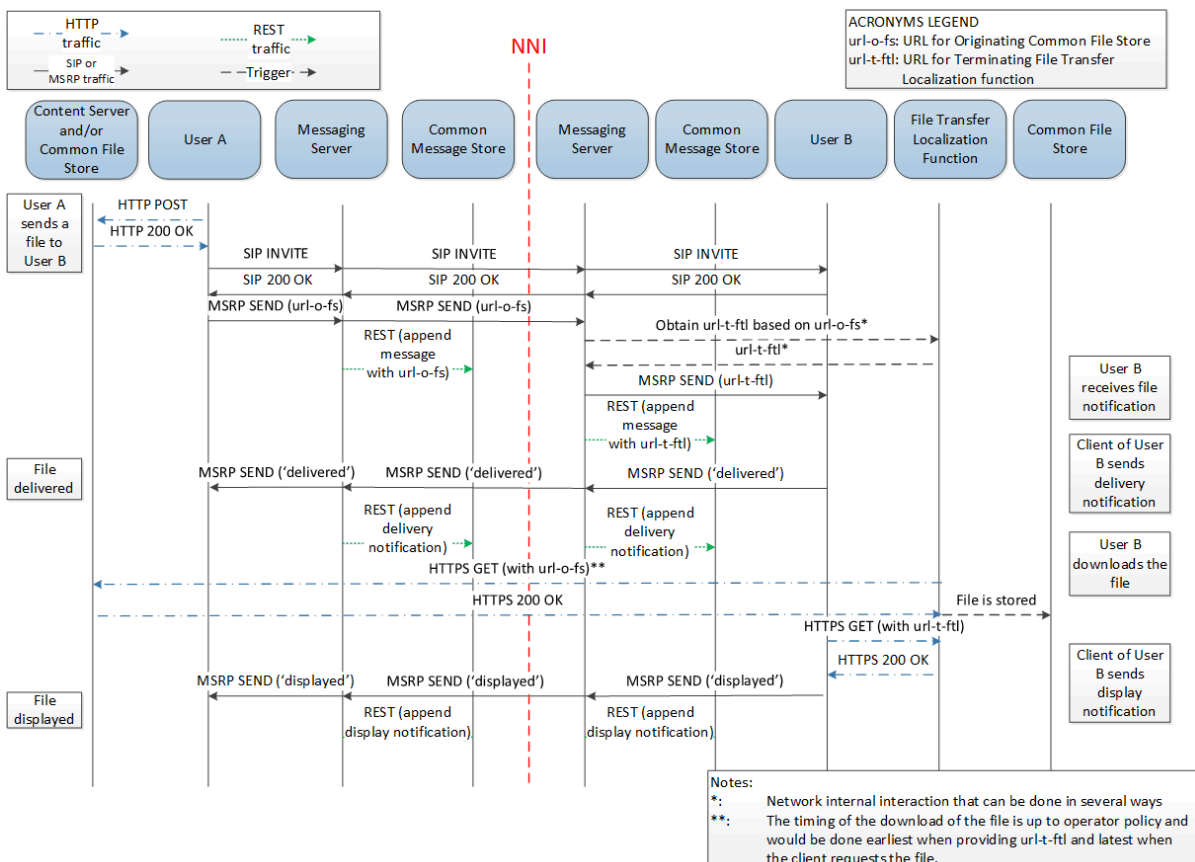 HTTP
traffic
REST
traffic
SIP or
MSRP traffic
Trigger
NNI
ACRONYMS LEGEND
url-o-fs: URL for Originating Common File Store
url-t-ftl: URL for Terminating File Transfer
Localization function
Content Server
and/or
Common File
Store
User A
Messaging
Server
Common
Message Store
Messaging
Server
Common
Message Store
User B
File Transfer
Localization
Function
Common File
Store
User A
sends a
file to
User B
HTTP POST
HTTP 200 OK
SIP INVITE
SIP INVITE
SIP INVITE
SIP 200 OK
SIP 200 OK
SIP 200 OK
MSRP SEND (url-o-fs)
MSRP SEND (url-o-fs)
Obtain url-t-ftl based on url-o-fs*
REST (append
message
with url-o-fs)
url-t-ftl*
MSRP SEND (url-t-ftl)
User B
receives file
notification
REST (append
message
with url-t-ftl)
Client of User
B sends
delivery
notification
File
delivered
MSRP SEND (‘delivered’)
MSRP SEND (‘delivered’)
MSRP SEND (‘delivered’)
REST (append
delivery
notification)
REST (append
delivery
notification)
User B
downloads the
file
HTTPS GET (with url-o-fs)**
HTTPS 200 OK
File is stored
HTTPS GET (with url-t-ftl)
HTTPS 200 OK
Client of User
B sends
display
notification
File
displayed
MSRP SEND (‘displayed’)
MSRP SEND (‘displayed’)
MSRP SEND (‘displayed’)
REST (append
display notification)
REST (append
display notification)
Notes:
*: Network internal interaction that can be done in several ways
**: The timing of the download of the file is up to operator policy and
would be done earliest when providing url-t-ftl and latest when
the client requests the file.